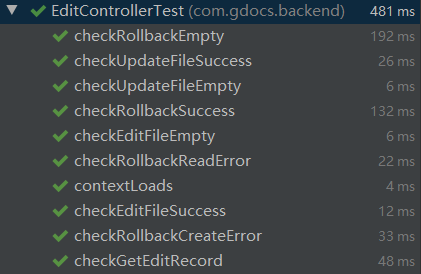 EditControllerTest (com.gdocs.backend) 481 ms
checkRollbackEmpty 192 ms
checkUpdateFileSuccess 26 ms
checkUpdateFileEmpty 6 ms
checkRollbackSuccess 132 ms
checkEditFileEmpty 6 ms
checkRollbackReadError 22 ms
contextLoads 4 ms
checkEditFileSuccess 12 ms
checkRollbackCreateError 33 ms
checkGetEditRecord 48 ms